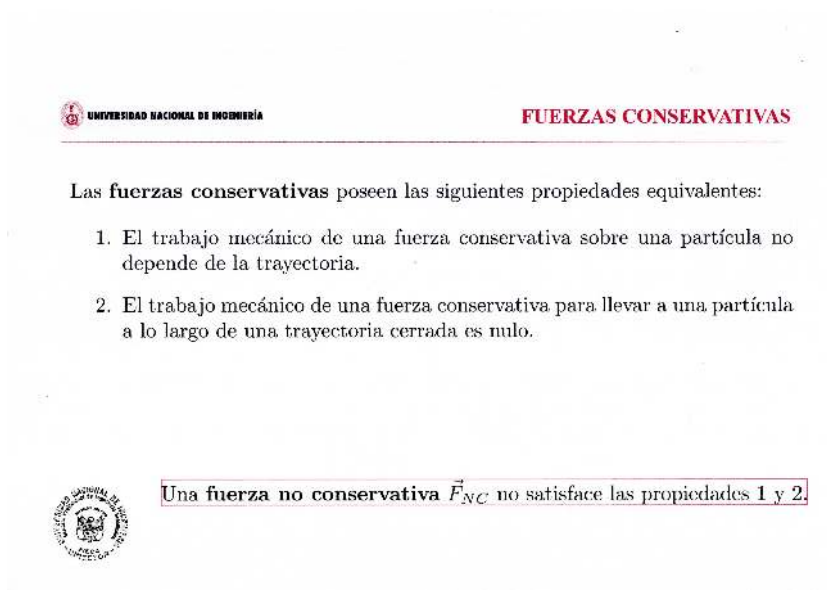 UNIVERSIDAD NACIONAL DE INGENIERÍA
FUERZAS CONSERVATIVAS
Las fuerzas conservativas poseen las siguientes propiedades equivalentes:
1. El trabajo mecánico de una fuerza conservativa sobre una partícula no
depende de la trayectoria.
2. El trabajo mecánico de una fuerza conservativa para llevar a una partícula
a lo largo de una trayectoria cerrada es nulo.
Una fuerza no conservativa F⃗_NC no satisface las propiedades 1 y 2.